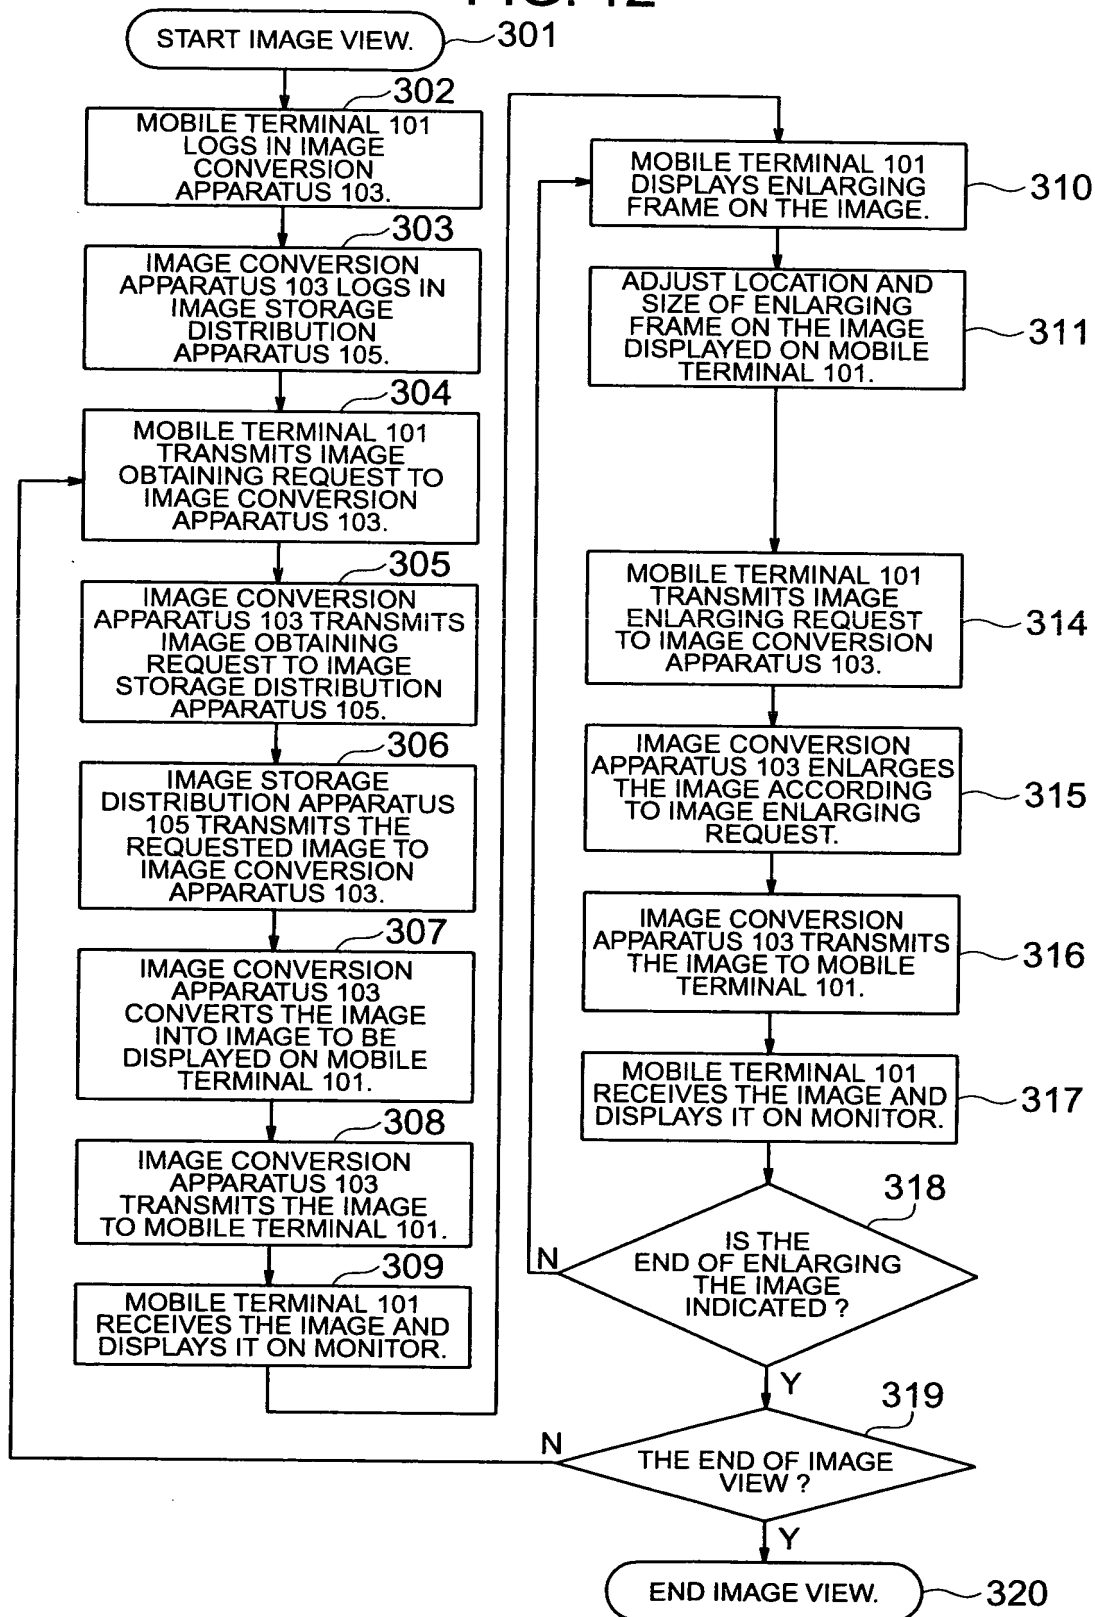 FIG. 12
START IMAGE VIEW.
301
302
MOBILE TERMINAL 101
LOGS IN IMAGE
CONVERSION
APPARATUS 103.
303
IMAGE CONVERSION
APPARATUS 103 LOGS IN
IMAGE STORAGE
DISTRIBUTION
APPARATUS 105.
304
MOBILE TERMINAL 101
TRANSMITS IMAGE
OBTAINING REQUEST TO
IMAGE CONVERSION
APPARATUS 103.
305
IMAGE CONVERSION
APPARATUS 103 TRANSMITS
IMAGE OBTAINING
REQUEST TO IMAGE
STORAGE DISTRIBUTION
APPARATUS 105.
306
IMAGE STORAGE
DISTRIBUTION APPARATUS
105 TRANSMITS THE
REQUESTED IMAGE TO
IMAGE CONVERSION
APPARATUS 103.
307
IMAGE CONVERSION
APPARATUS 103
CONVERTS THE IMAGE
INTO IMAGE TO BE
DISPLAYED ON MOBILE
TERMINAL 101.
308
IMAGE CONVERSION
APPARATUS 103
TRANSMITS THE IMAGE
TO MOBILE TERMINAL 101.
309
MOBILE TERMINAL 101
RECEIVES THE IMAGE AND
DISPLAYS IT ON MONITOR.
MOBILE TERMINAL 101
DISPLAYS ENLARGING
FRAME ON THE IMAGE.
310
ADJUST LOCATION AND
SIZE OF ENLARGING
FRAME ON THE IMAGE
DISPLAYED ON MOBILE
TERMINAL 101.
311
MOBILE TERMINAL 101
TRANSMITS IMAGE
ENLARGING REQUEST
TO IMAGE CONVERSION
APPARATUS 103.
314
IMAGE CONVERSION
APPARATUS 103 ENLARGES
THE IMAGE ACCORDING
TO IMAGE ENLARGING
REQUEST.
315
IMAGE CONVERSION
APPARATUS 103 TRANSMITS
THE IMAGE TO MOBILE
TERMINAL 101.
316
MOBILE TERMINAL 101
RECEIVES THE IMAGE AND
DISPLAYS IT ON MONITOR.
317
318
IS THE
END OF ENLARGING
THE IMAGE
INDICATED ?
N
Y
319
THE END OF IMAGE
VIEW ?
N
Y
END IMAGE VIEW.
320